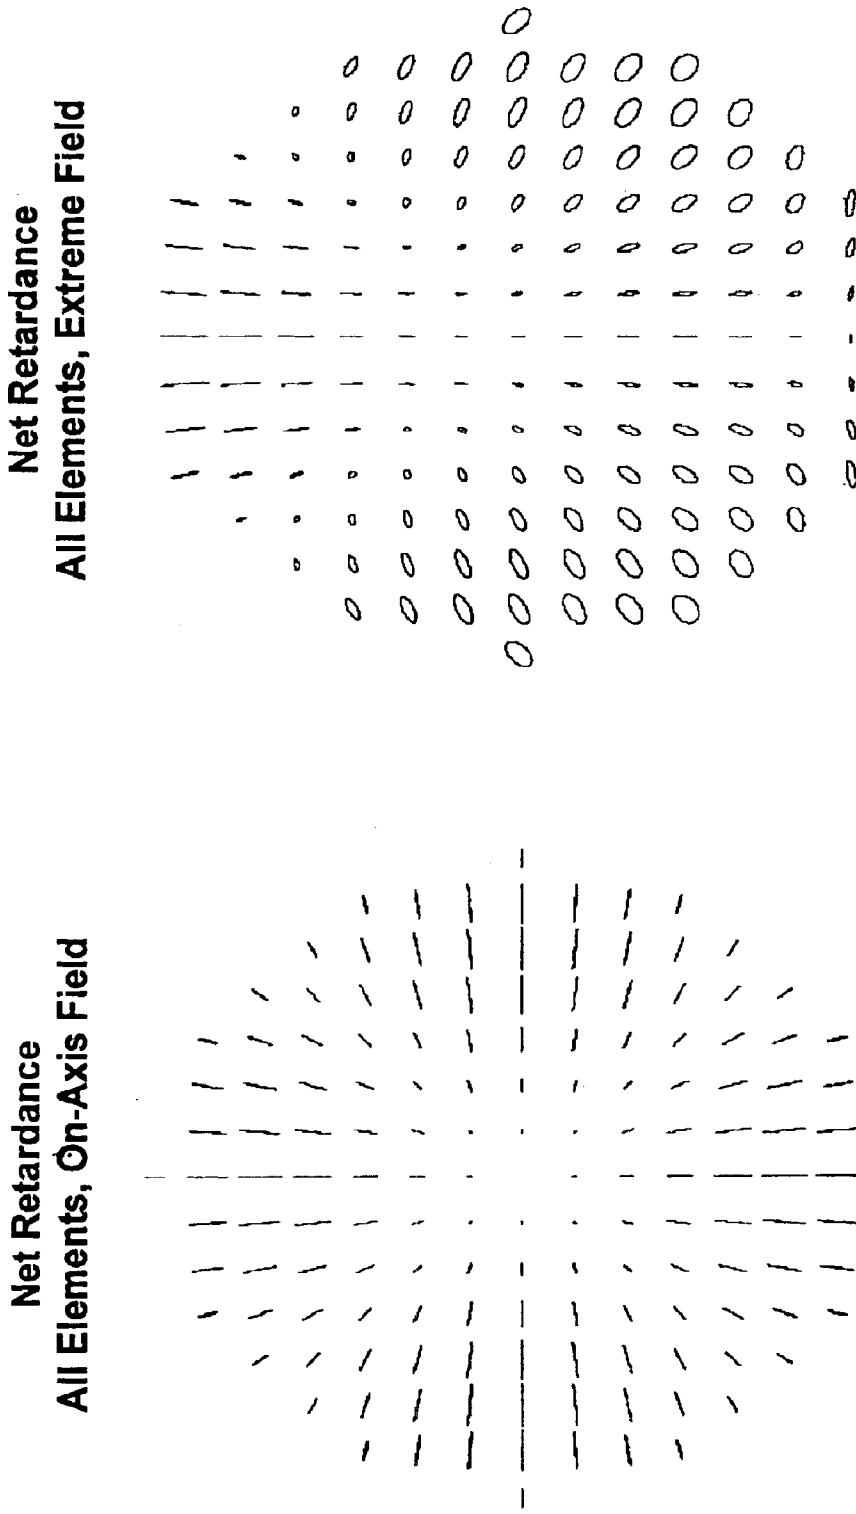 Net Retardance
All Elements, Extreme Field
Net Retardance
All Elements, On-Axis Field